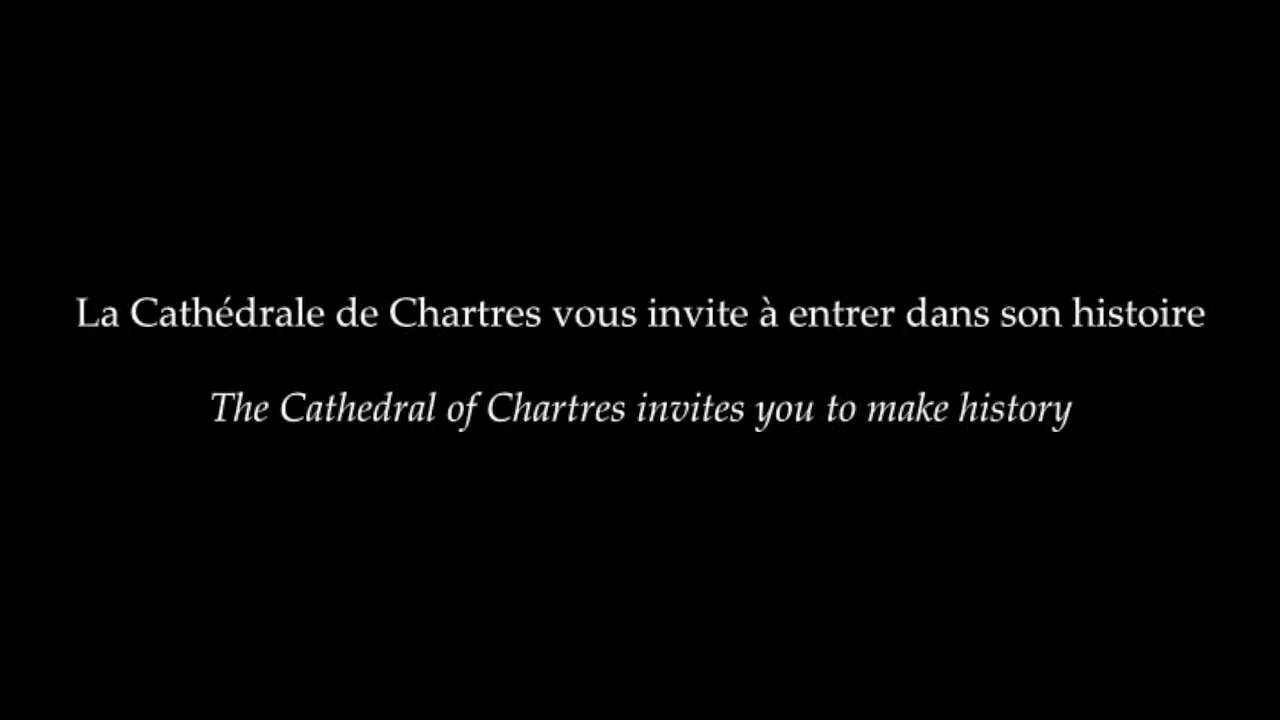 La Cathédrale de Chartres vous invite à entrer dans son histoire
The Cathedral of Chartres invites you to make history